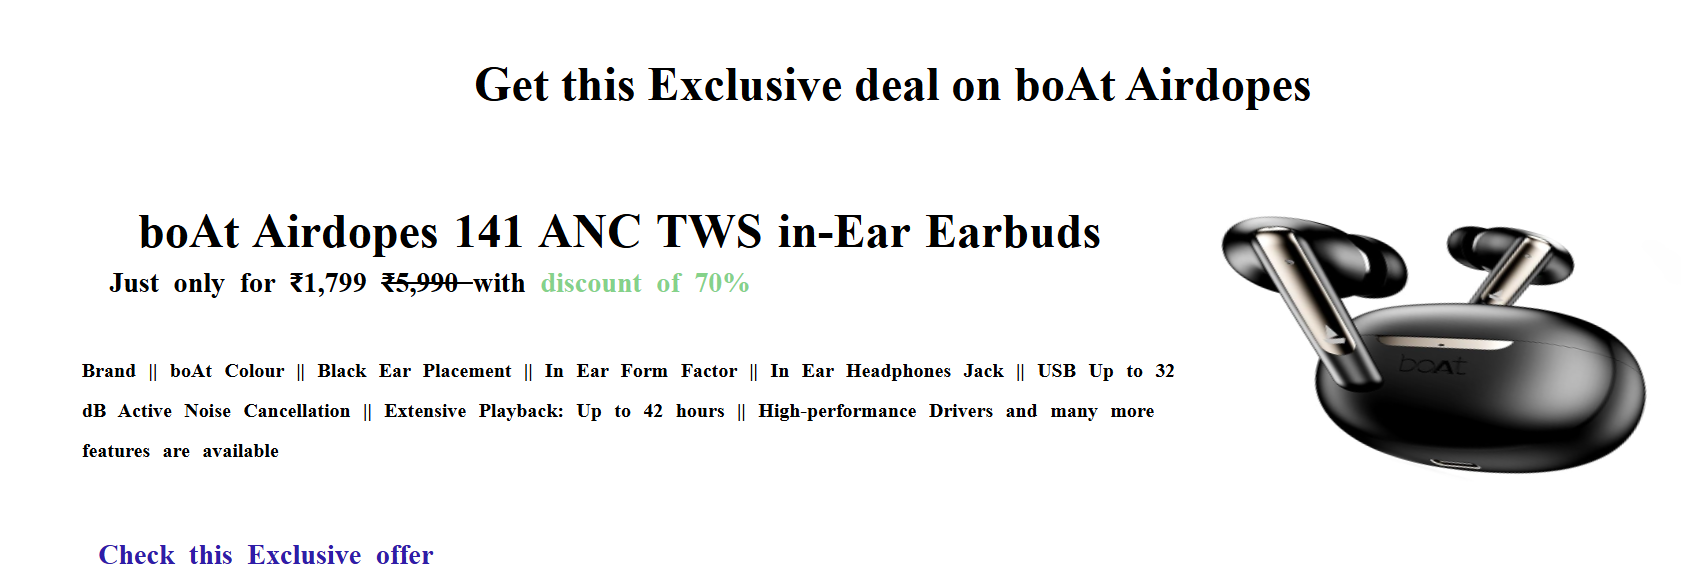 Get this Exclusive deal on boAt Airdopes
boAt Airdopes 141 ANC TWS in-Ear Earbuds
Just only for ₹1,799 ₹5,990 with discount of 70%
Brand || boAt Colour || Black Ear Placement || In Ear Form Factor || In Ear Headphones Jack || USB Up to 32
dB Active Noise Cancellation || Extensive Playback: Up to 42 hours || High-performance Drivers and many more
features are available
boAt
Check this Exclusive offer